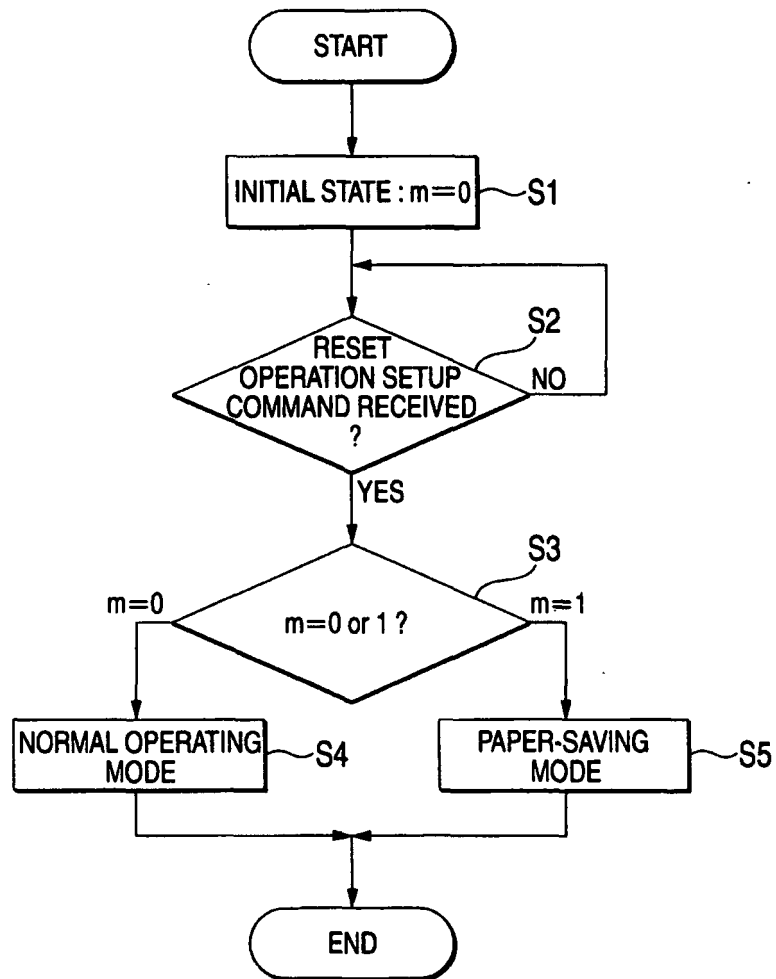 START
INITIAL STATE : m=0
S1
S2
RESET
OPERATION SETUP
COMMAND RECEIVED
?
NO
YES
S3
m=0
m=0 or 1 ?
m=1
NORMAL OPERATING
MODE
S4
PAPER-SAVING
MODE
S5
END